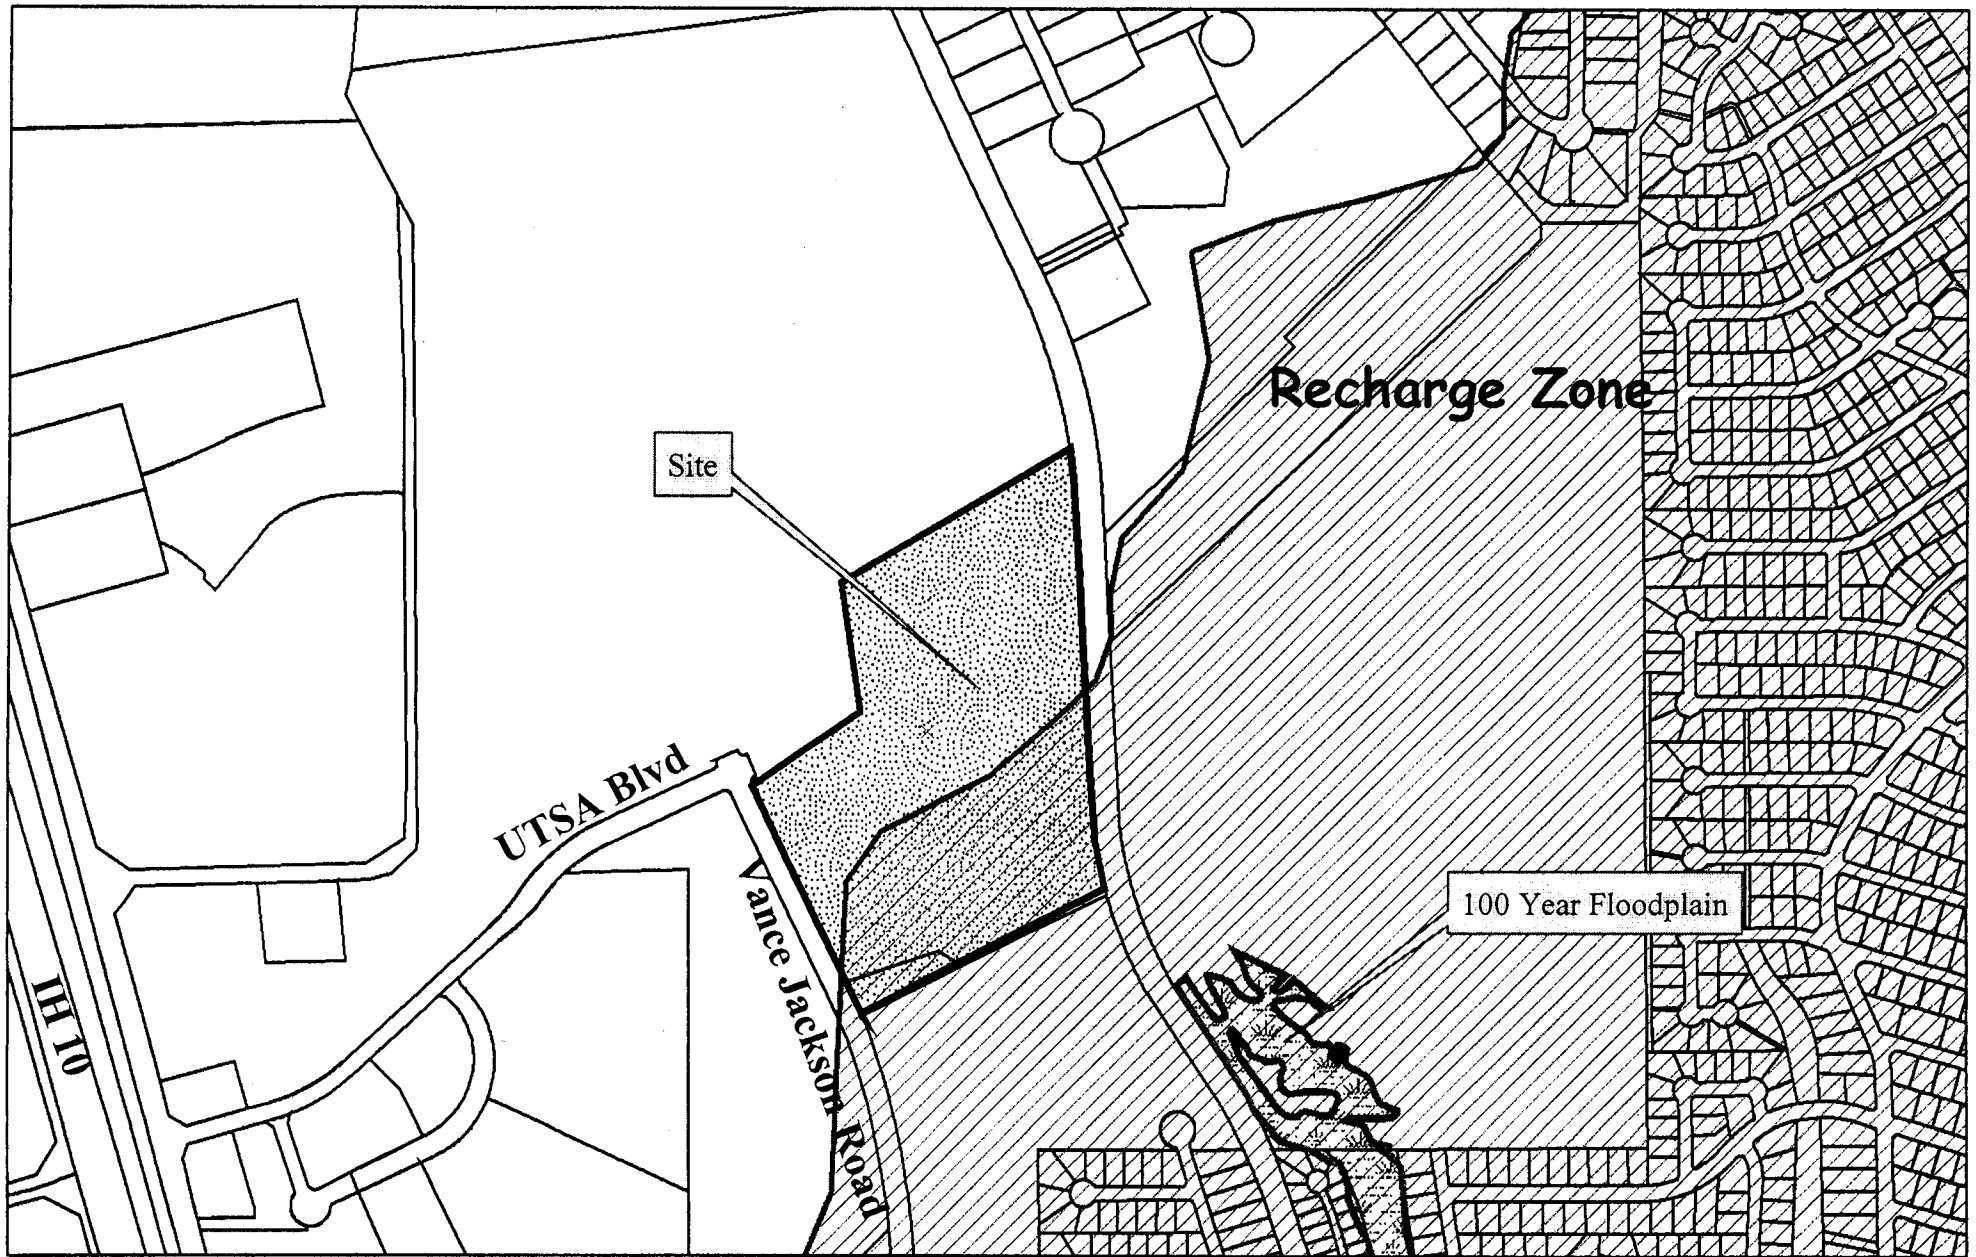 Recharge Zone
Site
UTSA Blvd
Vance Jackson Road
100 Year Floodplain
IH 10